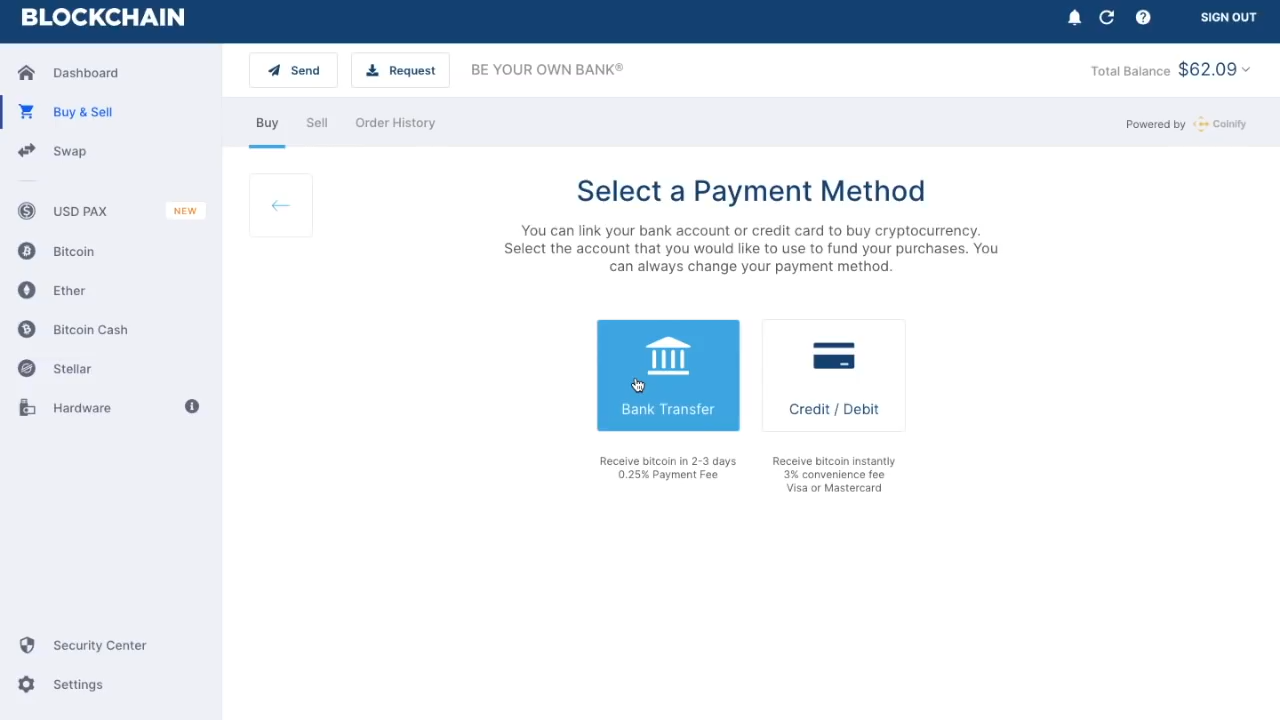 BLOCKCHAIN
SIGN OUT
Dashboard
Buy & Sell
Swap
USD PAX NEW
Bitcoin
Ether
Bitcoin Cash
Stellar
Hardware
Security Center
Settings
Send
Request
BE YOUR OWN BANK®
Total Balance $62.09
Buy
Sell
Order History
Powered by Coinify
Select a Payment Method
You can link your bank account or credit card to buy cryptocurrency.
Select the account that you would like to use to fund your purchases. You
can always change your payment method.
Bank Transfer
Receive bitcoin in 2-3 days
0.25% Payment Fee
Credit / Debit
Receive bitcoin instantly
3% convenience fee
Visa or Mastercard